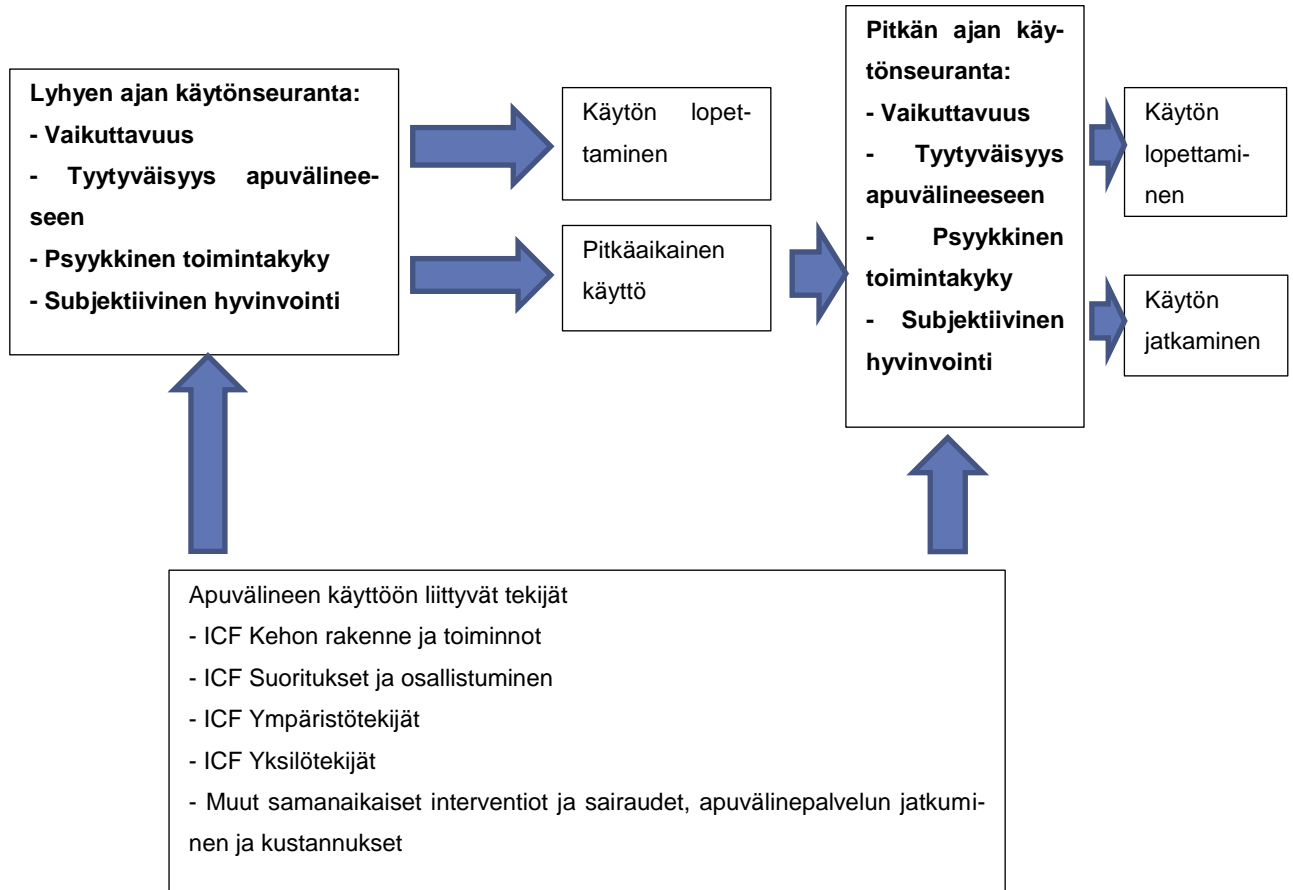 Lyhyen ajan käytönseuranta:
- Vaikuttavuus
- Tyytyväisyys apuvälinee-
seen
- Psyykkinen toimintakyky
- Subjektiivinen hyvinvointi
Käytön lopet-
taminen
Pitkäaikainen
käyttö
Pitkän ajan käy-
tönseuranta:
- Vaikuttavuus
- Tyytyväisyys
apuvälineeseen
- Psyykkinen
toimintakyky
- Subjektiivinen
hyvinvointi
Käytön
lopettami-
nen
Käytön
jatkaminen
Apuvälineen käyttöön liittyvät tekijät
- ICF Kehon rakenne ja toiminnot
- ICF Suoritukset ja osallistuminen
- ICF Ympäristötekijät
- ICF Yksilötekijät
- Muut samanaikaiset interventiot ja sairaudet, apuvälinepalvelun jatkumi-
nen ja kustannukset